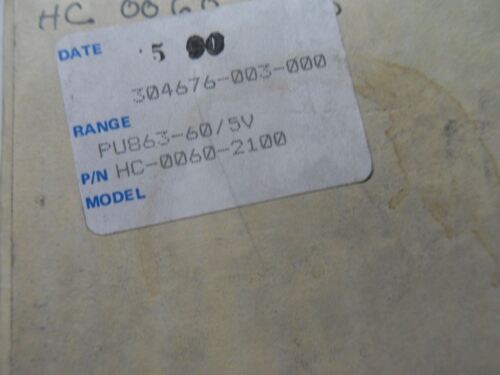 HC 0060
DATE 5 90
304676-003-000
RANGE
PU863-60/5V
P/N HC-0060-2100
MODEL